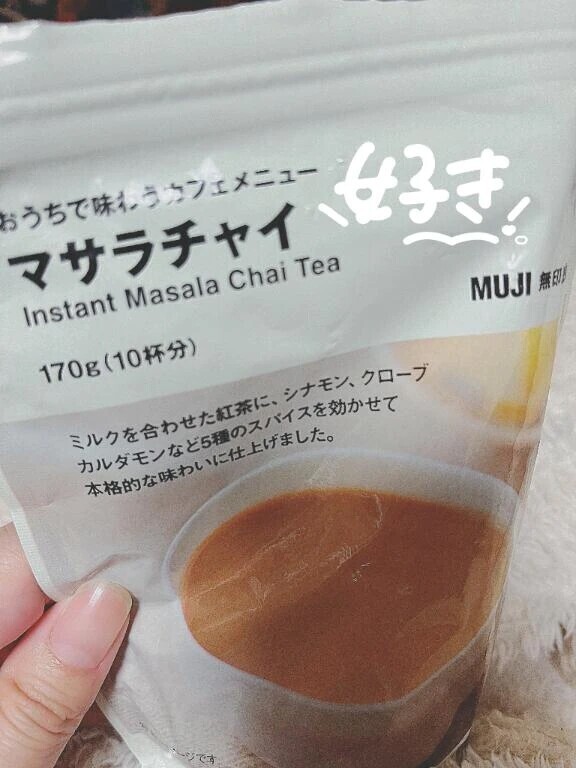 おうちで味わうカフェメニュー
好き!
マサラチャイ
Instant Masala Chai Tea
MUJI 無印
170g(10杯分)
ミルクを合わせた紅茶に、シナモン、クローブ
カルダモンなど5種のスパイスを効かせて
本格的な味わいに仕上げました。